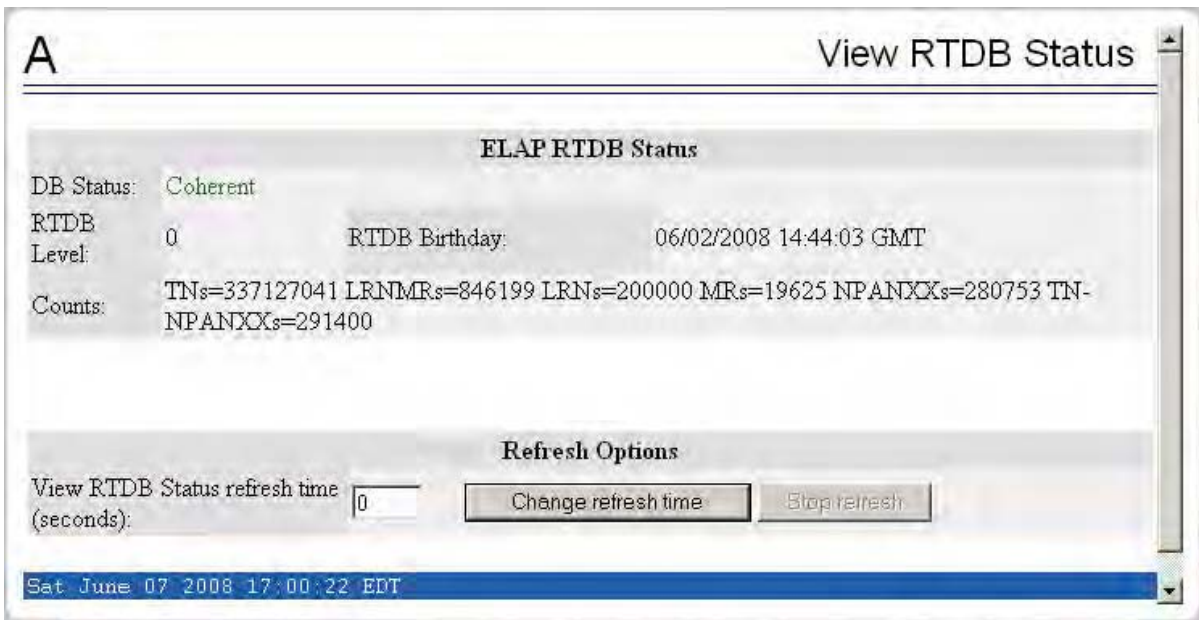 A
View RTDB Status
ELAP RTDB Status
DB Status: Coherent
RTDB Level: 0 RTDB Birthday: 06/02/2008 14:44:03 GMT
Counts: TNs=337127041 LRNMRs=846199 LRNs=200000 MRs=19625 NPANXXs=280753 TN-
NPANXXs=291400
Refresh Options
View RTDB Status refresh time
(seconds): 0 Change refresh time Stop refresh
Sat June 07 2008 17:00:22 EDT